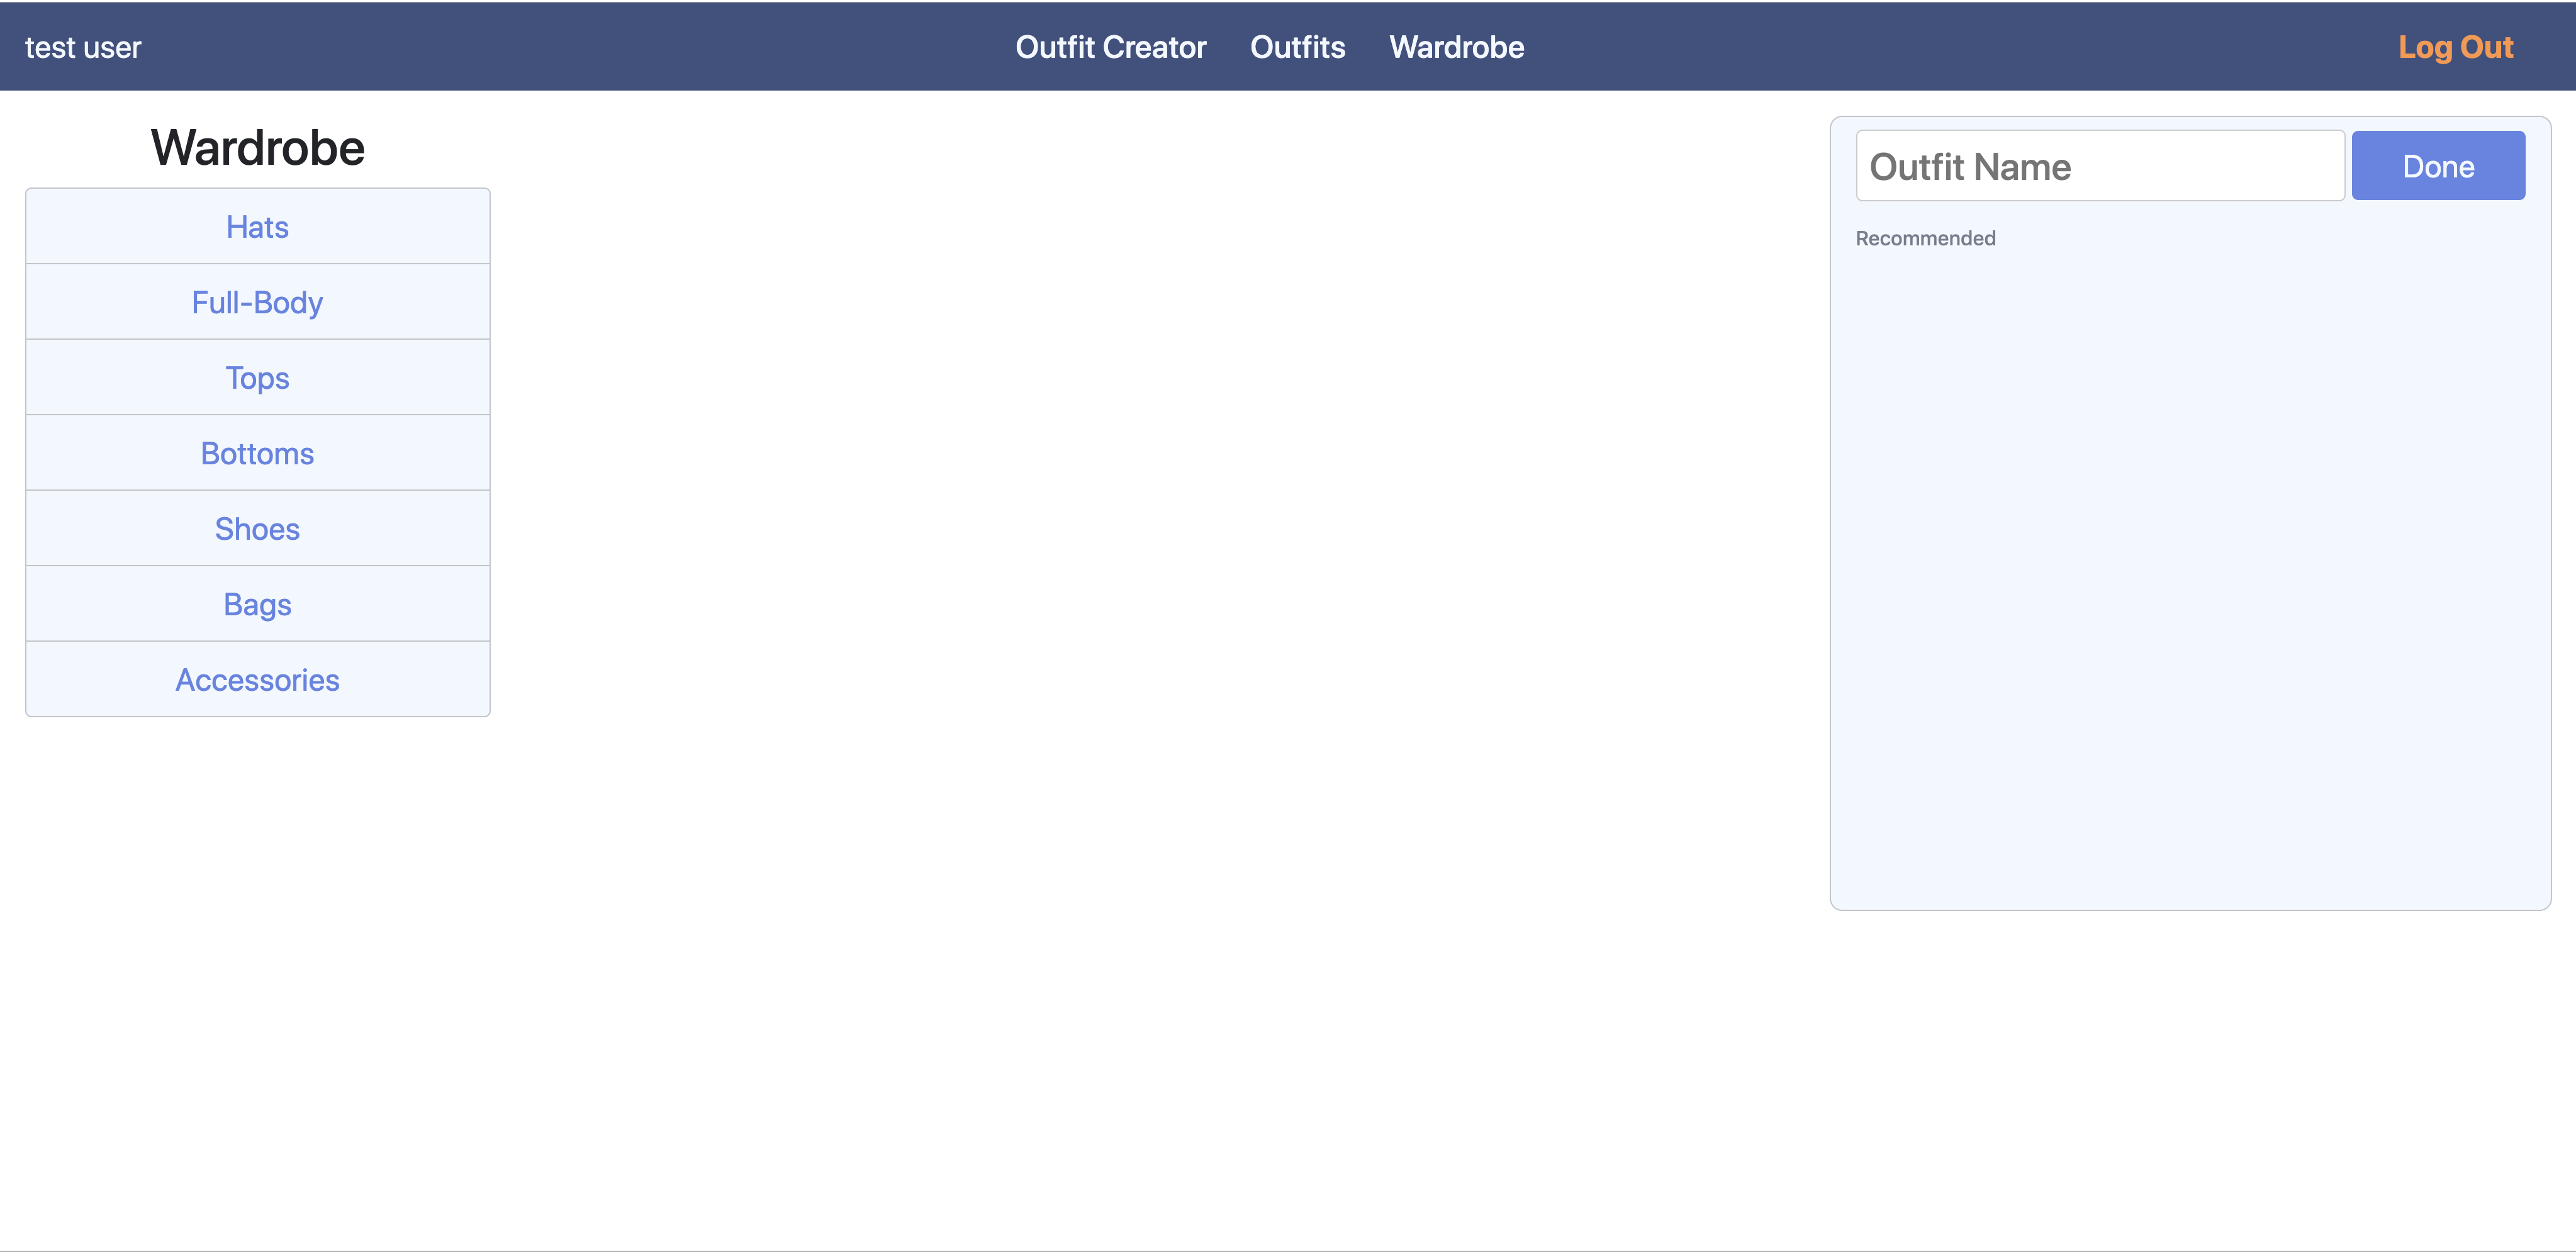 test user
Outfit Creator
Outfits
Wardrobe
Log Out
Wardrobe
Hats
Full-Body
Tops
Bottoms
Shoes
Bags
Accessories
Outfit Name
Done
Recommended